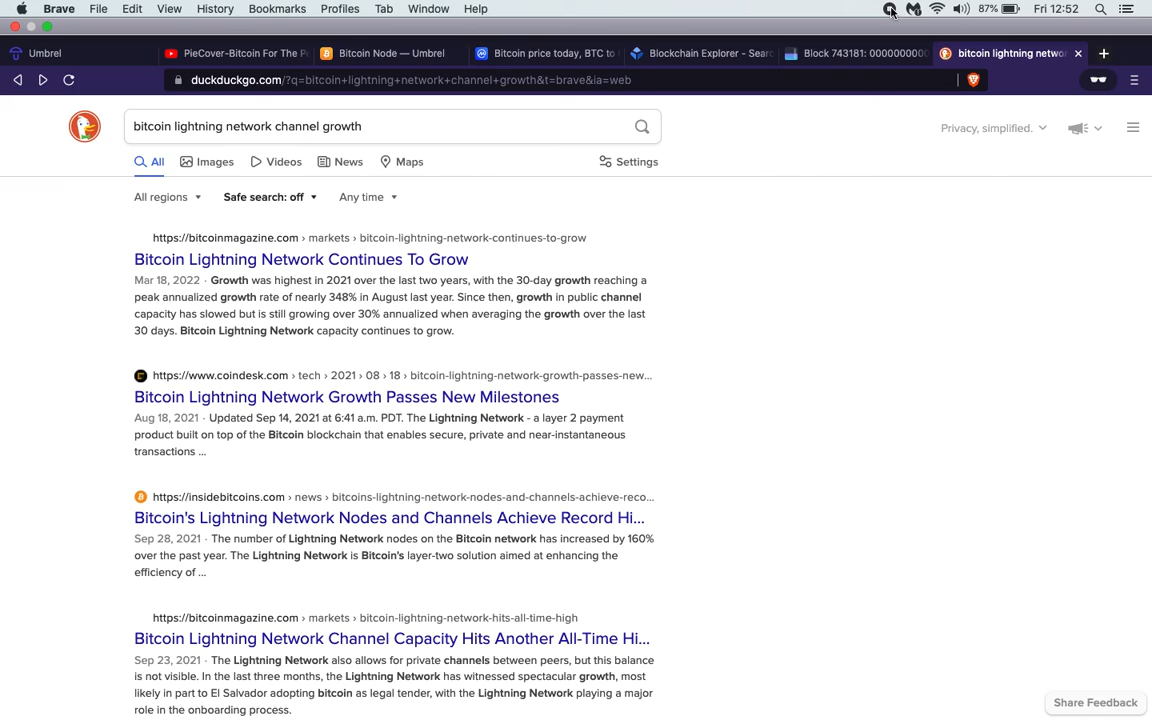 Brave File Edit View History Bookmarks Profiles Tab Window Help 87% Fri 12:52
Umbrel PieCover-Bitcoin For The P Bitcoin Node — Umbrel Bitcoin price today, BTC to Blockchain Explorer - Searc Block 743181: 0000000000 bitcoin lightning networ
duckduckgo.com/?q=bitcoin+lightning+network+channel+growth&t=brave&ia=web
bitcoin lightning network channel growth
Privacy, simplified.
All Images Videos News Maps Settings
All regions Safe search: off Any time
https://bitcoinmagazine.com › markets › bitcoin-lightning-network-continues-to-grow
Bitcoin Lightning Network Continues To Grow
Mar 18, 2022 · Growth was highest in 2021 over the last two years, with the 30-day growth reaching a
peak annualized growth rate of nearly 348% in August last year. Since then, growth in public channel
capacity has slowed but is still growing over 30% annualized when averaging the growth over the last
30 days. Bitcoin Lightning Network capacity continues to grow.
https://www.coindesk.com › tech › 2021 › 08 › 18 › bitcoin-lightning-network-growth-passes-new...
Bitcoin Lightning Network Growth Passes New Milestones
Aug 18, 2021 · Updated Sep 14, 2021 at 6:41 a.m. PDT. The Lightning Network - a layer 2 payment
product built on top of the Bitcoin blockchain that enables secure, private and near-instantaneous
transactions ...
https://insidebitcoins.com › news › bitcoins-lightning-network-nodes-and-channels-achieve-reco...
Bitcoin's Lightning Network Nodes and Channels Achieve Record Hi...
Sep 28, 2021 · The number of Lightning Network nodes on the Bitcoin network has increased by 160%
over the past year. The Lightning Network is Bitcoin's layer-two solution aimed at enhancing the
efficiency of ...
https://bitcoinmagazine.com › markets › bitcoin-lightning-network-hits-all-time-high
Bitcoin Lightning Network Channel Capacity Hits Another All-Time Hi...
Sep 23, 2021 · The Lightning Network also allows for private channels between peers, but this balance
is not visible. In the last three months, the Lightning Network has witnessed spectacular growth, most
likely in part to El Salvador adopting bitcoin as legal tender, with the Lightning Network playing a major
role in the onboarding process.
Share Feedback